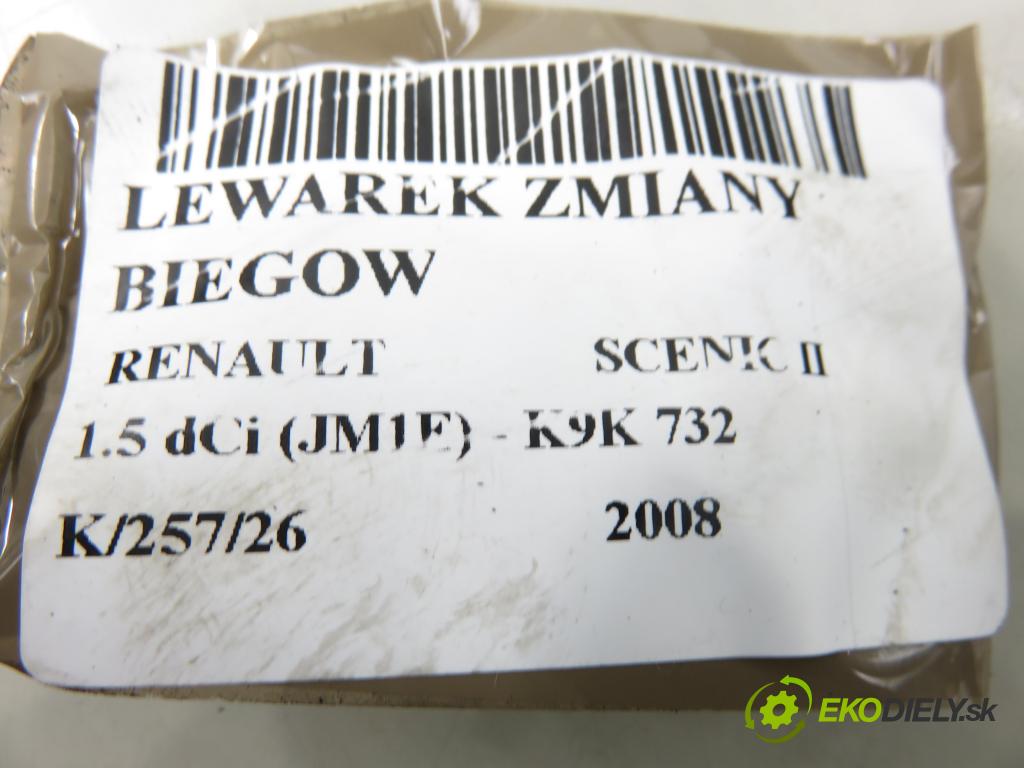 LEWAREK ZMIANY
BIEGOW
RENAULT SCENIC II
1.5 dCi (JM1E) - K9K 732
K/257/26 2008
EKODIELY.sk